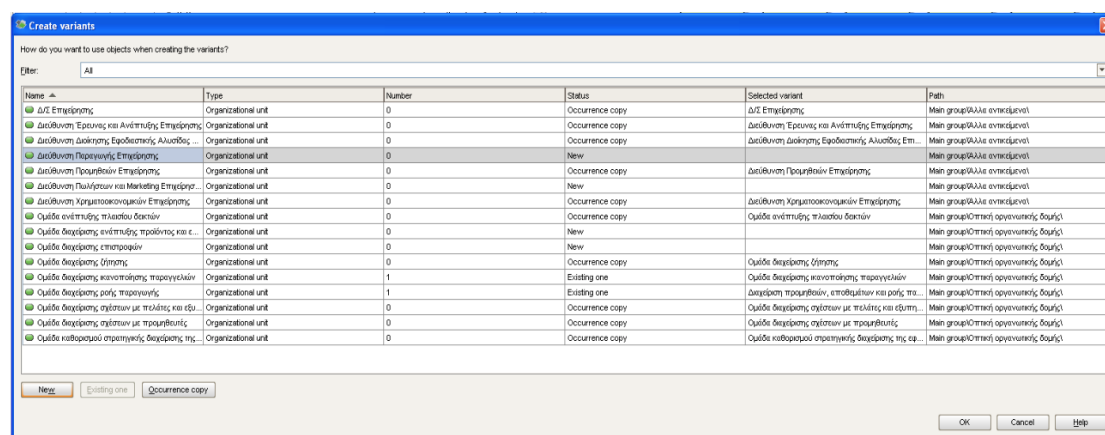 Create variants
How do you want to use objects when creating the variants?
Filter: All
Name Type Number Status Selected variant Path
Δ/Σ Επιχείρησης Organizational unit 0 Occurrence copy Δ/Σ Επιχείρησης Main group\Άλλα αντικείμενα\
Διεύθυνση Έρευνας και Ανάπτυξης Επιχείρησης Organizational unit 0 Occurrence copy Διεύθυνση Έρευνας και Ανάπτυξης Επιχείρησης Main group\Άλλα αντικείμενα\
Διεύθυνση Διοίκησης Εφοδιαστικής Αλυσίδας ... Organizational unit 0 Occurrence copy Διεύθυνση Διοίκησης Εφοδιαστικής Αλυσίδας Επι... Main group\Άλλα αντικείμενα\
Διεύθυνση Παραγωγής Επιχείρησης Organizational unit 0 New Main group\Άλλα αντικείμενα\
Διεύθυνση Προμηθειών Επιχείρησης Organizational unit 0 Occurrence copy Διεύθυνση Προμηθειών Επιχείρησης Main group\Άλλα αντικείμενα\
Διεύθυνση Πωλήσεων και Marketing Επιχείρησ... Organizational unit 0 New Main group\Άλλα αντικείμενα\
Διεύθυνση Χρηματοοικονομικών Επιχείρησης Organizational unit 0 Occurrence copy Διεύθυνση Χρηματοοικονομικών Επιχείρησης Main group\Άλλα αντικείμενα\
Ομάδα ανάπτυξης πλαισίου δεικτών Organizational unit 0 Occurrence copy Ομάδα ανάπτυξης πλαισίου δεικτών Main group\Οπτική οργανωτικής δομής\
Ομάδα διαχείρισης ανάπτυξης προϊόντος και ε... Organizational unit 0 New Main group\Οπτική οργανωτικής δομής\
Ομάδα διαχείρισης επιστροφών Organizational unit 0 New Main group\Οπτική οργανωτικής δομής\
Ομάδα διαχείρισης ζήτησης Organizational unit 0 Occurrence copy Ομάδα διαχείρισης ζήτησης Main group\Οπτική οργανωτικής δομής\
Ομάδα διαχείρισης ικανοποίησης παραγγελιών Organizational unit 1 Existing one Ομάδα διαχείρισης ικανοποίησης παραγγελιών Main group\Οπτική οργανωτικής δομής\
Ομάδα διαχείρισης ροής παραγωγής Organizational unit 1 Existing one Διαχείριση προμηθειών, αποθεμάτων και ροής πα... Main group\Οπτική οργανωτικής δομής\
Ομάδα διαχείρισης σχέσεων με πελάτες και εξυ... Organizational unit 0 Occurrence copy Ομάδα διαχείρισης σχέσεων με πελάτες και εξυπη... Main group\Οπτική οργανωτικής δομής\
Ομάδα διαχείρισης σχέσεων με προμηθευτές Organizational unit 0 Occurrence copy Ομάδα διαχείρισης σχέσεων με προμηθευτές Main group\Οπτική οργανωτικής δομής\
Ομάδα καθορισμού στρατηγικής διαχείρισης της... Organizational unit 0 Occurrence copy Ομάδα καθορισμού στρατηγικής διαχείρισης της εφ... Main group\Οπτική οργανωτικής δομής\
New Existing one Occurrence copy
OK Cancel Help